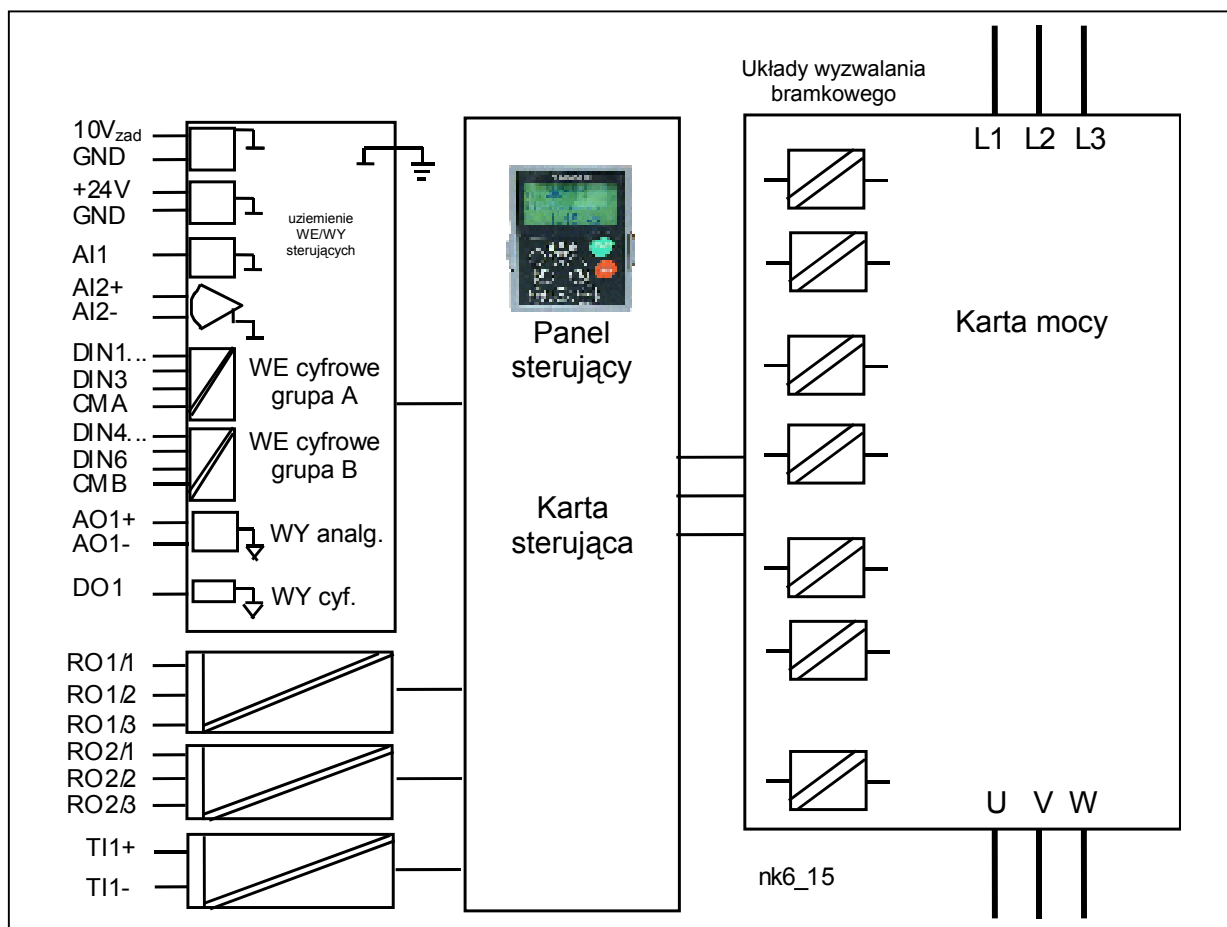 10Vzad
GND
+24V
GND
AI1
AI2+
AI2-
DIN1...
DIN3
CMA
DIN4...
DIN6
CMB
AO1+
AO1-
DO1
RO1/1
RO1/2
RO1/3
RO2/1
RO2/2
RO2/3
TI1+
TI1-
uziemienie
WE/WY
sterujących
WE cyfrowe
grupa A
WE cyfrowe
grupa B
WY analg.
WY cyf.
Panel
sterujący
Karta
sterująca
Układy wyzwalania
bramkowego
L1 L2 L3
Karta mocy
U V W
nk6_15